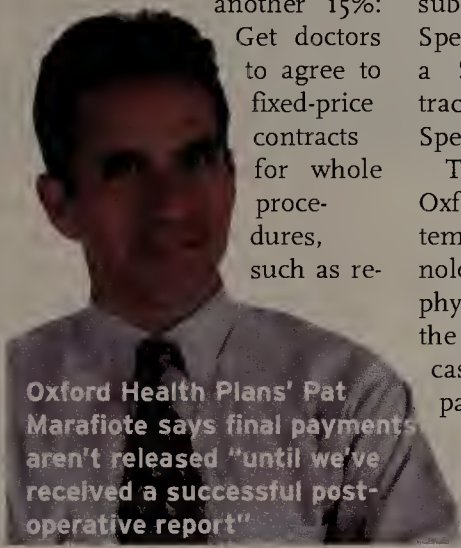 another 15%:
Get doctors
to agree to
fixed-price
contracts
for whole
proce-
dures,
such as re-
sub
Spe
a S
trac
Spe
T
Oxf
tem
nole
phy
the
cas
pa
Oxford Health Plans' Pat
Marafiote says final payments
aren't released "until we've
received a successful post-
operative report"